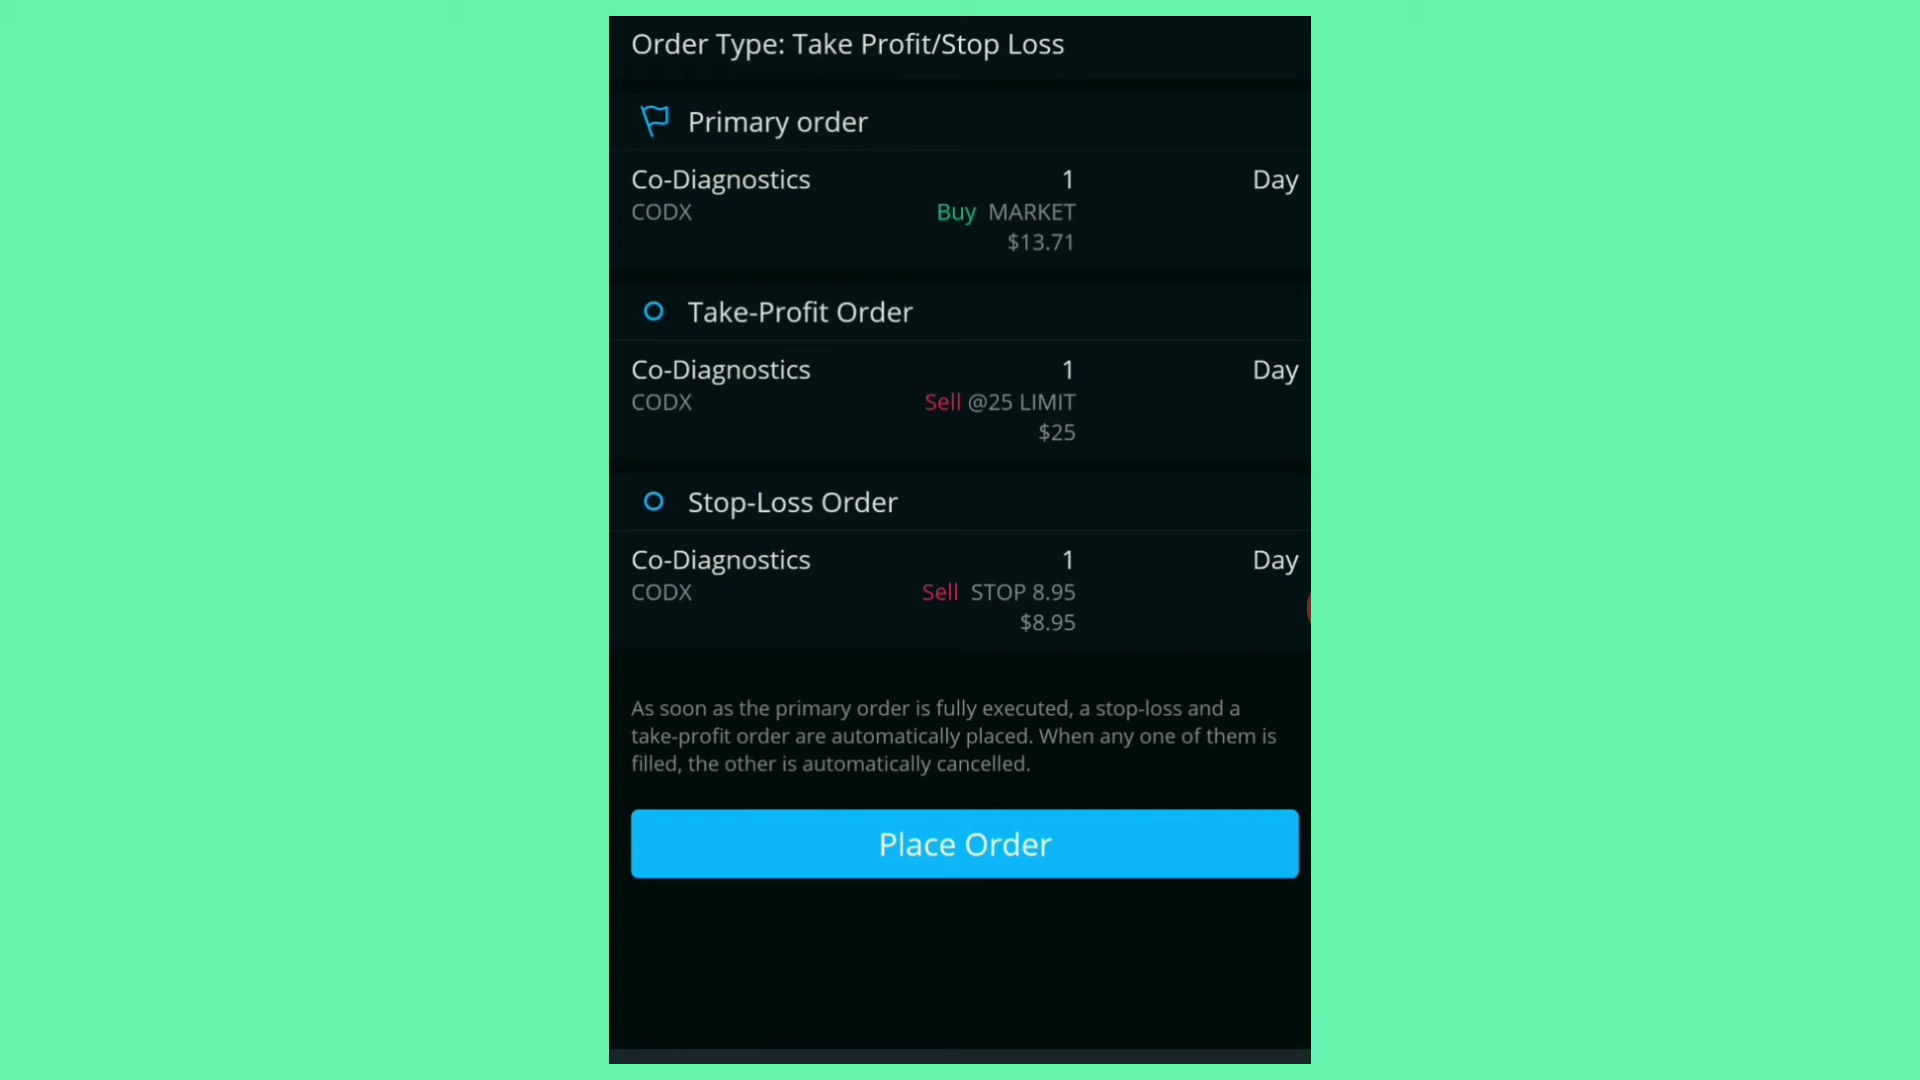 Order Type: Take Profit/Stop Loss
Primary order
Co-Diagnostics 1 Day
CODX Buy MARKET
$13.71
Take-Profit Order
Co-Diagnostics 1 Day
CODX Sell @25 LIMIT
$25
Stop-Loss Order
Co-Diagnostics 1 Day
CODX Sell STOP 8.95
$8.95
As soon as the primary order is fully executed, a stop-loss and a
take-profit order are automatically placed. When any one of them is
filled, the other is automatically cancelled.
Place Order